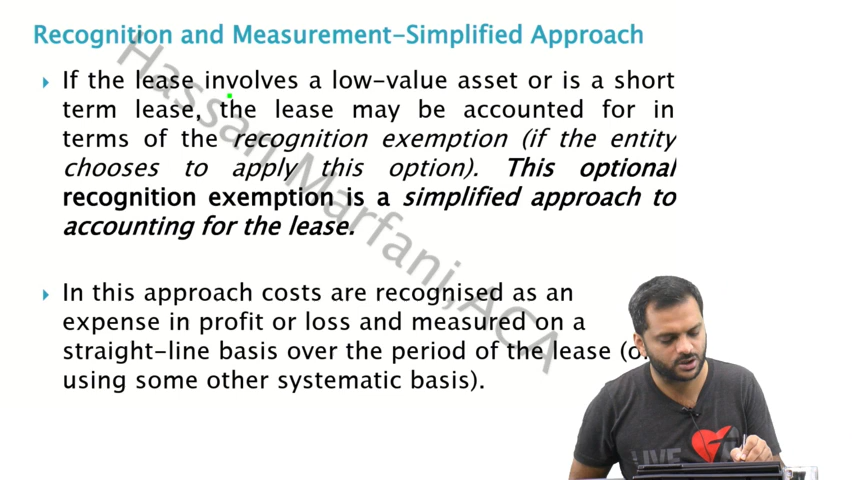 Recognition and Measurement-Simplified Approach
If the lease involves a low-value asset or is a short
term lease, the lease may be accounted for in
terms of the recognition exemption (if the entity
chooses to apply this option). This optional
recognition exemption is a simplified approach to
accounting for the lease.
In this approach costs are recognised as an
expense in profit or loss and measured on a
straight-line basis over the period of the lease
using some other systematic basis).
Hassan Marfani,ACA
LIVE